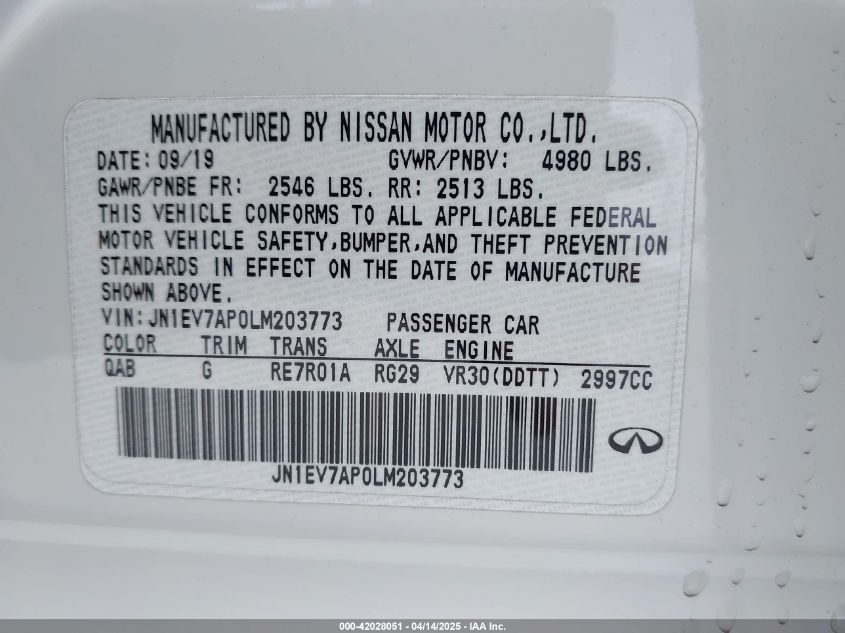 MANUFACTURED BY NISSAN MOTOR CO.,LTD.
DATE: 09/19 GVWR/PNBV: 4980 LBS.
GAWR/PNBE FR: 2546 LBS. RR: 2513 LBS.
THIS VEHICLE CONFORMS TO ALL APPLICABLE FEDERAL
MOTOR VEHICLE SAFETY,BUMPER,AND THEFT PREVENTION
STANDARDS IN EFFECT ON THE DATE OF MANUFACTURE
SHOWN ABOVE.
VIN:JN1EV7AP0LM203773 PASSENGER CAR
COLOR TRIM TRANS AXLE ENGINE
QAB G RE7R01A RG29 VR30(DDTT) 2997CC
JN1EV7AP0LM203773
000-42028051 - 04/14/2025 - IAA Inc.